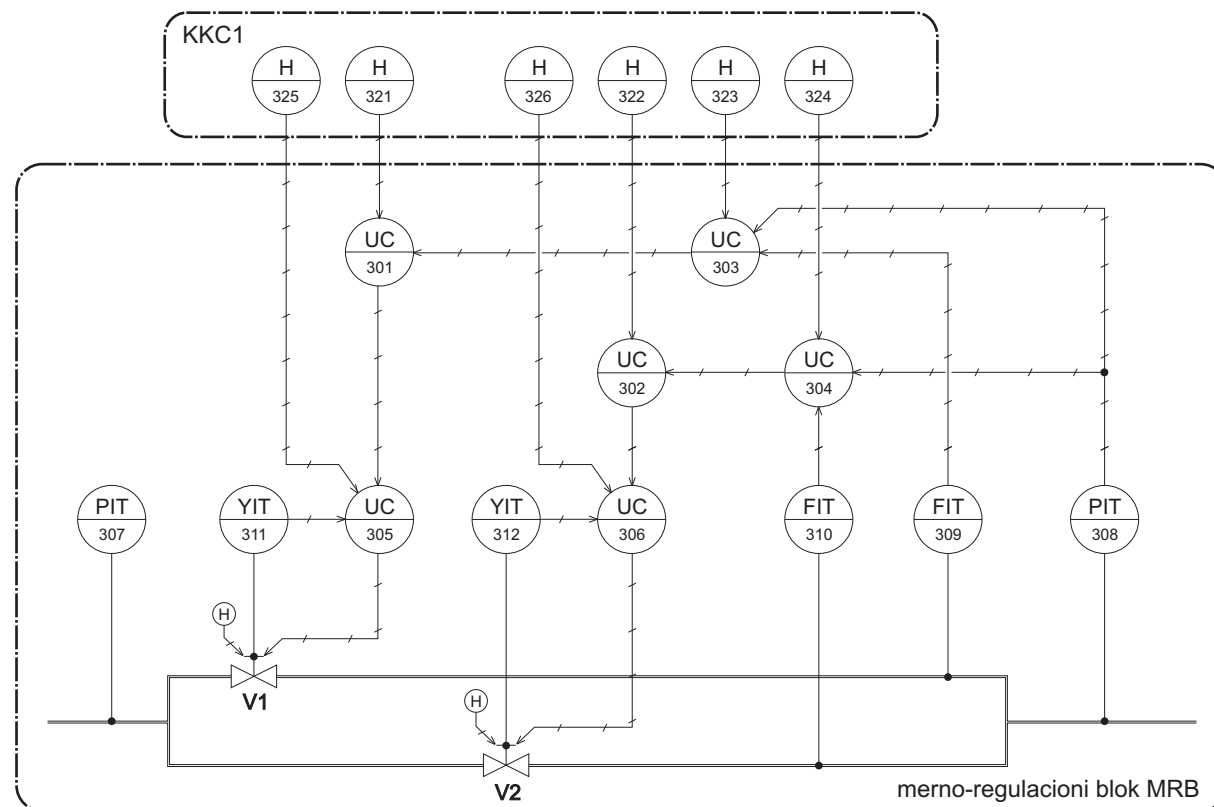 KKC1
H H H H H H
325 321 326 322 323 324
UC UC
301 303
UC UC
302 304
PIT YIT UC YIT UC FIT FIT PIT
307 311 305 312 306 310 309 308
H
V1
H
V2
merno-regulacioni blok MRB